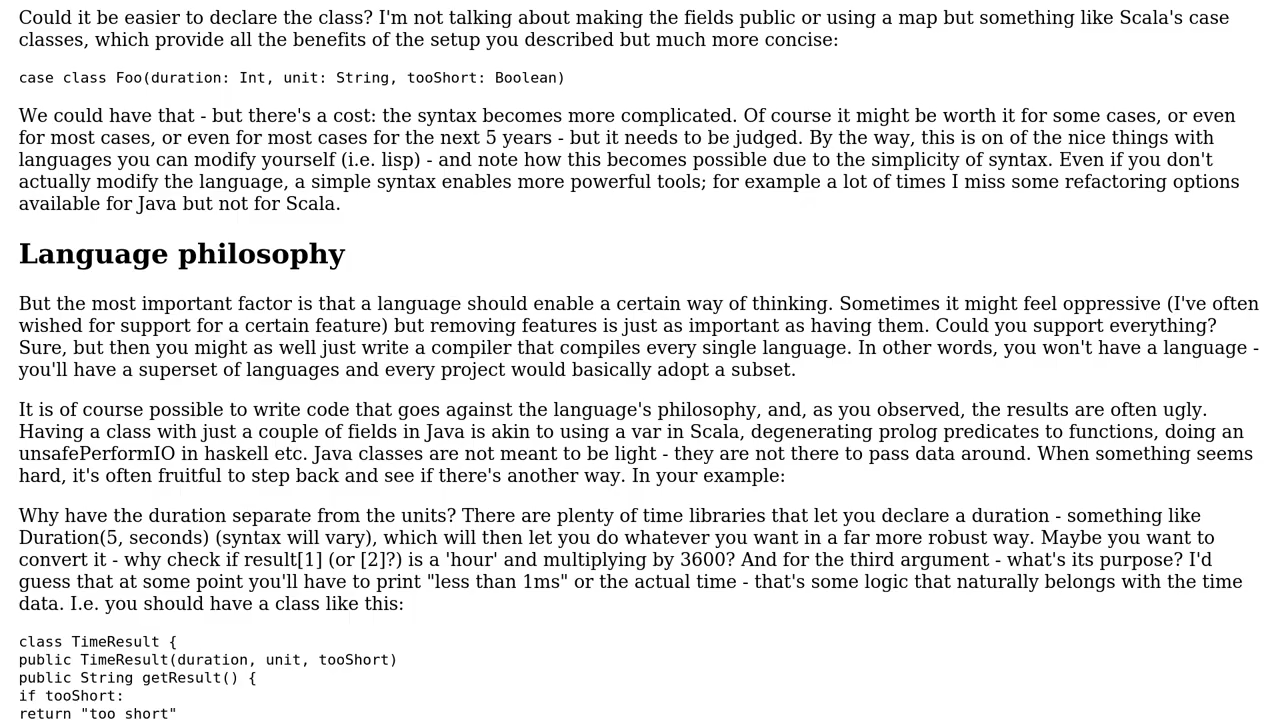 Could it be easier to declare the class? I'm not talking about making the fields public or using a map but something like Scala's case
classes, which provide all the benefits of the setup you described but much more concise:
case class Foo(duration: Int, unit: String, tooShort: Boolean)
We could have that - but there's a cost: the syntax becomes more complicated. Of course it might be worth it for some cases, or even
for most cases, or even for most cases for the next 5 years - but it needs to be judged. By the way, this is on of the nice things with
languages you can modify yourself (i.e. lisp) - and note how this becomes possible due to the simplicity of syntax. Even if you don't
actually modify the language, a simple syntax enables more powerful tools; for example a lot of times I miss some refactoring options
available for Java but not for Scala.
Language philosophy
But the most important factor is that a language should enable a certain way of thinking. Sometimes it might feel oppressive (I've often
wished for support for a certain feature) but removing features is just as important as having them. Could you support everything?
Sure, but then you might as well just write a compiler that compiles every single language. In other words, you won't have a language -
you'll have a superset of languages and every project would basically adopt a subset.
It is of course possible to write code that goes against the language's philosophy, and, as you observed, the results are often ugly.
Having a class with just a couple of fields in Java is akin to using a var in Scala, degenerating prolog predicates to functions, doing an
unsafePerformIO in haskell etc. Java classes are not meant to be light - they are not there to pass data around. When something seems
hard, it's often fruitful to step back and see if there's another way. In your example:
Why have the duration separate from the units? There are plenty of time libraries that let you declare a duration - something like
Duration(5, seconds) (syntax will vary), which will then let you do whatever you want in a far more robust way. Maybe you want to
convert it - why check if result[1] (or [2]?) is a 'hour' and multiplying by 3600? And for the third argument - what's its purpose? I'd
guess that at some point you'll have to print "less than 1ms" or the actual time - that's some logic that naturally belongs with the time
data. I.e. you should have a class like this:
class TimeResult {
public TimeResult(duration, unit, tooShort)
public String getResult() {
if tooShort:
return "too short"